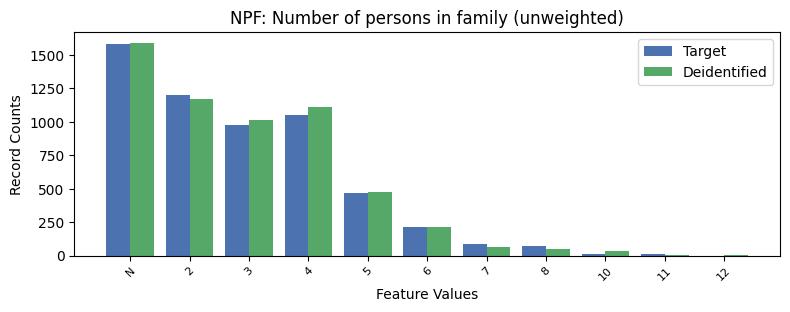 NPF: Number of persons in family (unweighted)
Target
Deidentified
Record Counts
1500
1250
1000
750
500
250
0
N 2 3 4 5 6 7 8 10 11 12
Feature Values